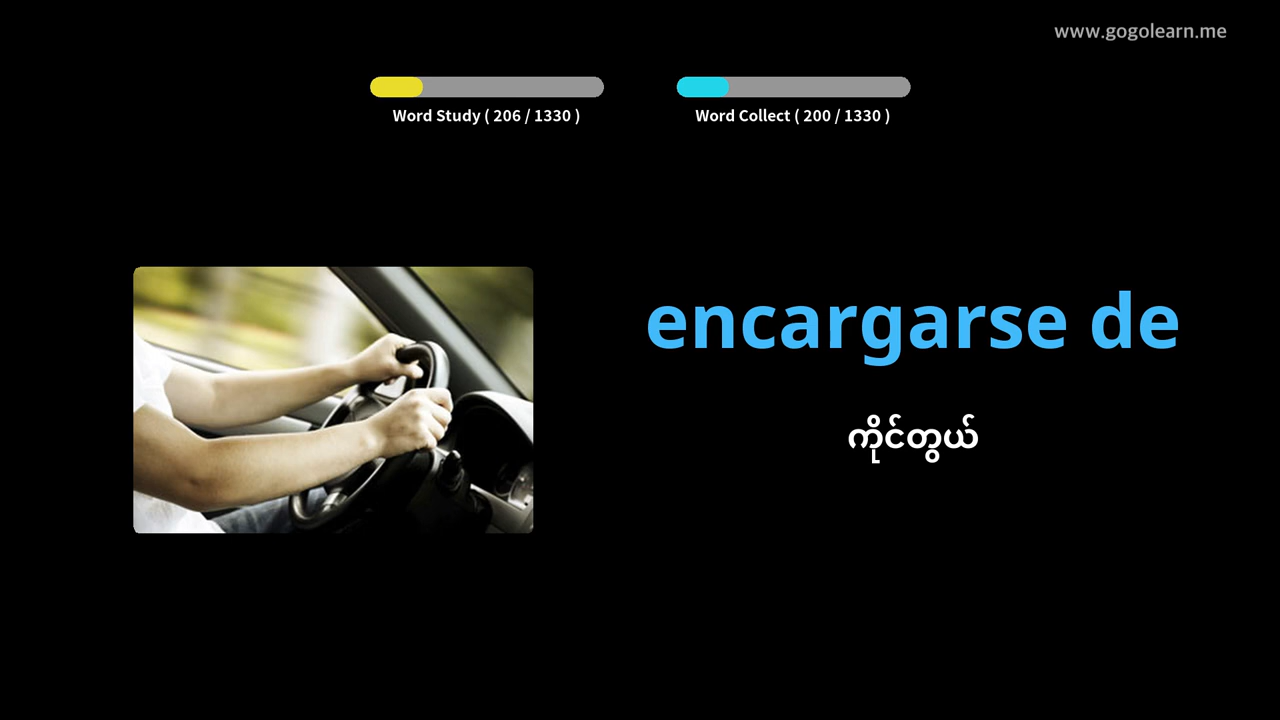 www.gogolearn.me
Word Study ( 206 / 1330 )
Word Collect ( 200 / 1330 )
encargarse de
ကိုင်တွယ်